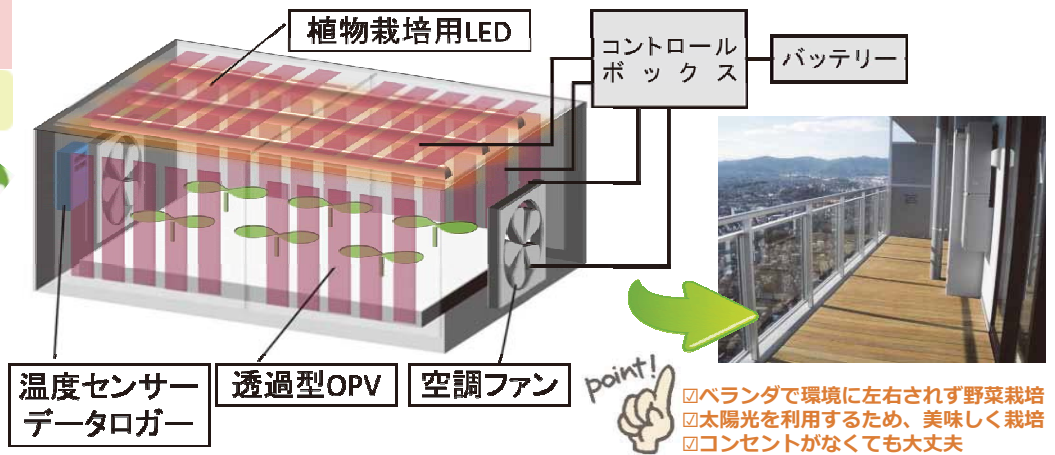 植物栽培用LED
コントロール
ボックス
バッテリー
温度センサー
データロガー
透過型OPV
空調ファン
point!
☑ベランダで環境に左右されず野菜栽培
☑太陽光を利用するため、美味しく栽培
☑コンセントがなくても大丈夫